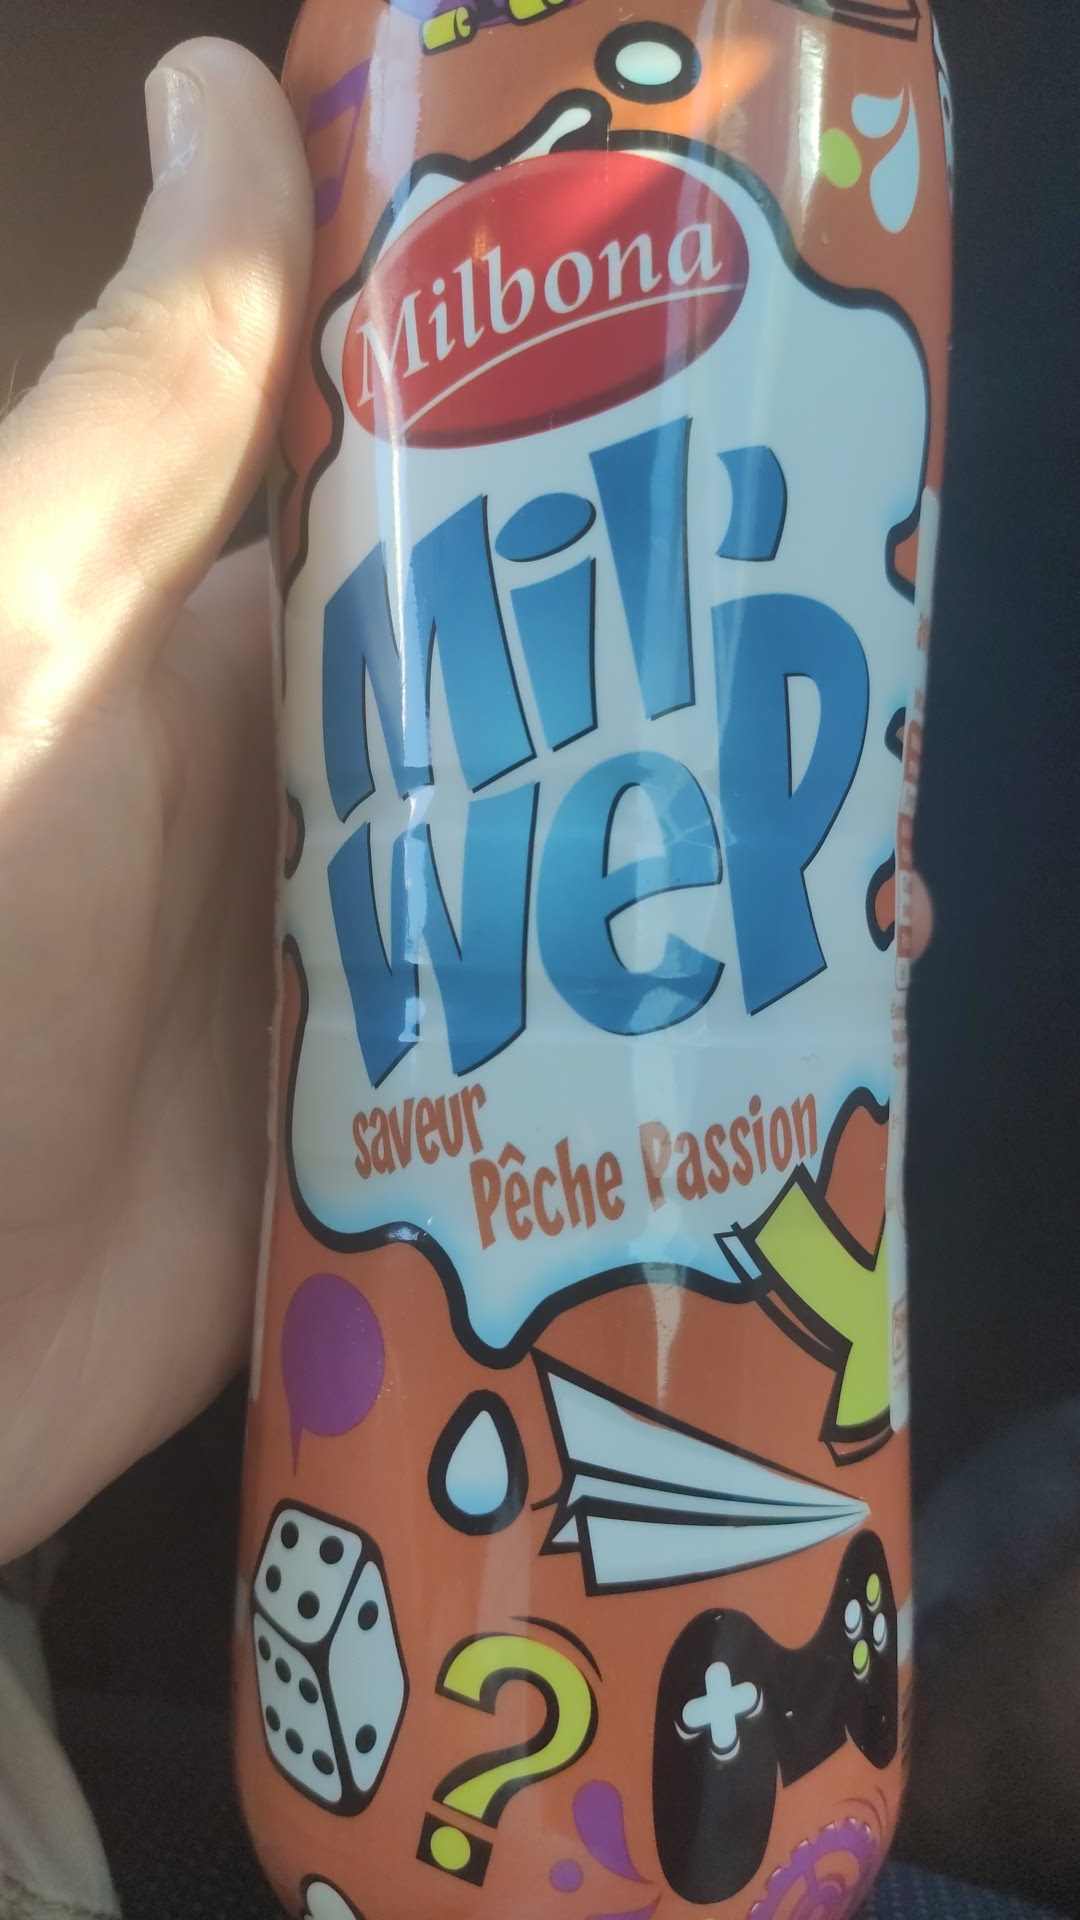 Milbona
Mil'
weP
saveur
Pêche Passion
Y
?